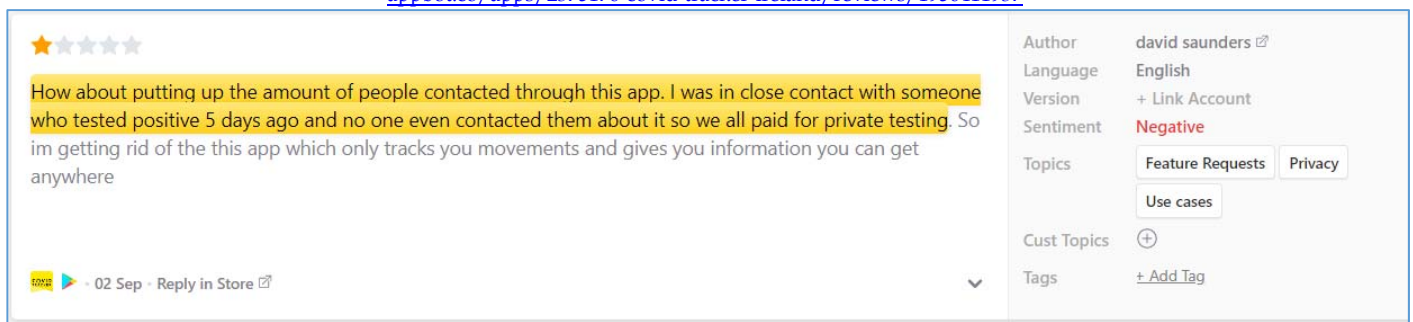 How about putting up the amount of people contacted through this app. I was in close contact with someone
who tested positive 5 days ago and no one even contacted them about it so we all paid for private testing. So
im getting rid of the this app which only tracks you movements and gives you information you can get
anywhere
02 Sep · Reply in Store
Author david saunders
Language English
Version + Link Account
Sentiment Negative
Topics Feature Requests Privacy
Use cases
Cust Topics
Tags + Add Tag